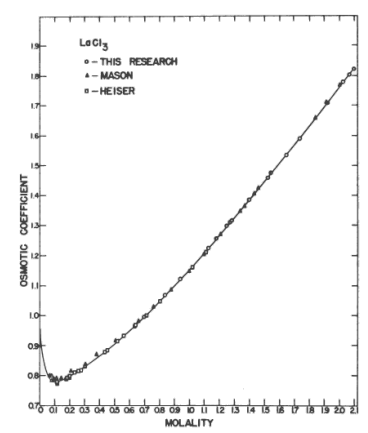 LaCl3
○ – THIS RESEARCH
▲ – MASON
□ – HEISER
OSMOTIC COEFFICIENT
1.9
1.8
1.7
1.6
1.5
1.4
1.3
1.2
1.1
1.0
0.9
0.8
0.7
0 0.1 0.2 0.3 0.4 0.5 0.6 0.7 0.8 0.9 1.0 1.1 1.2 1.3 1.4 1.5 1.6 1.7 1.8 1.9 2.0 2.1
MOLALITY